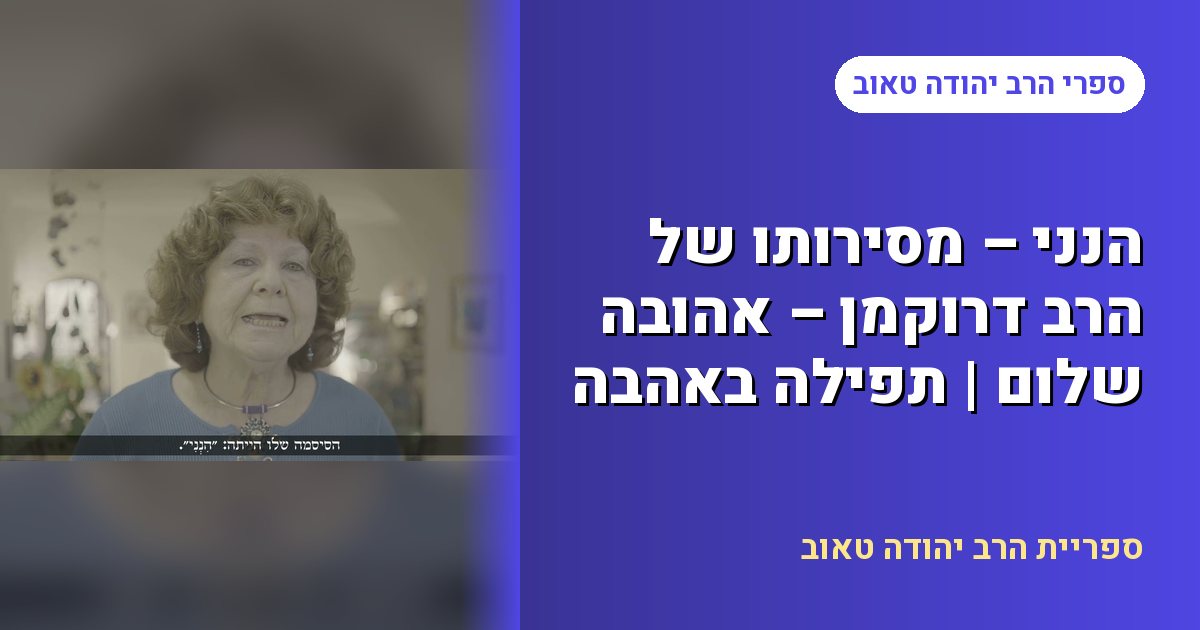 ספרי הרב יהודה טאוב
הנני – מסירותו של
הרב דרוקמן – אהובה
שלום | תפילה באהבה
הסיסמה שלו הייתה: "הִנְנִי".
ספריית הרב יהודה טאוב